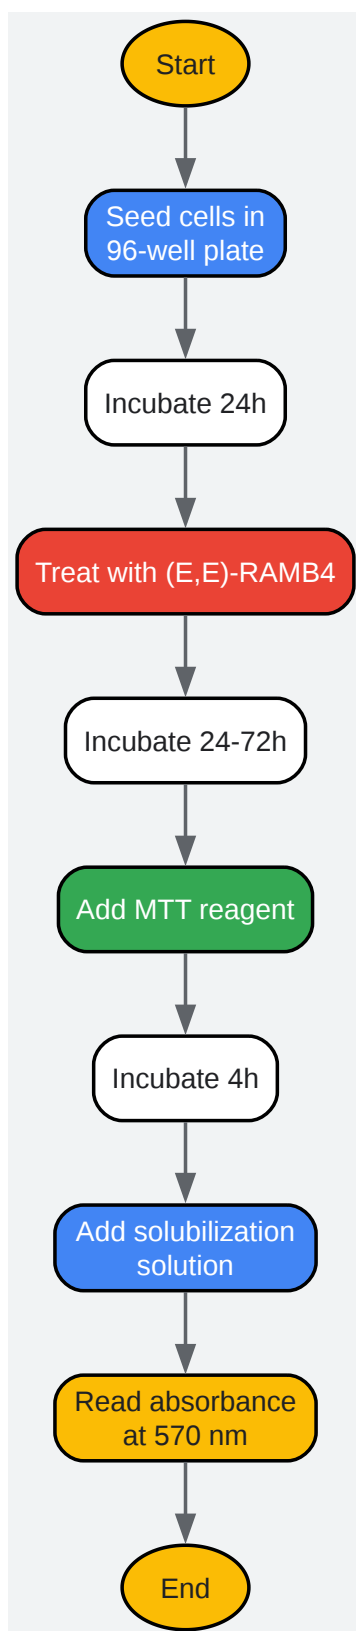 Start
Seed cells in
96-well plate
Incubate 24h
Treat with (E,E)-RAMB4
Incubate 24-72h
Add MTT reagent
Incubate 4h
Add solubilization
solution
Read absorbance
at 570 nm
End